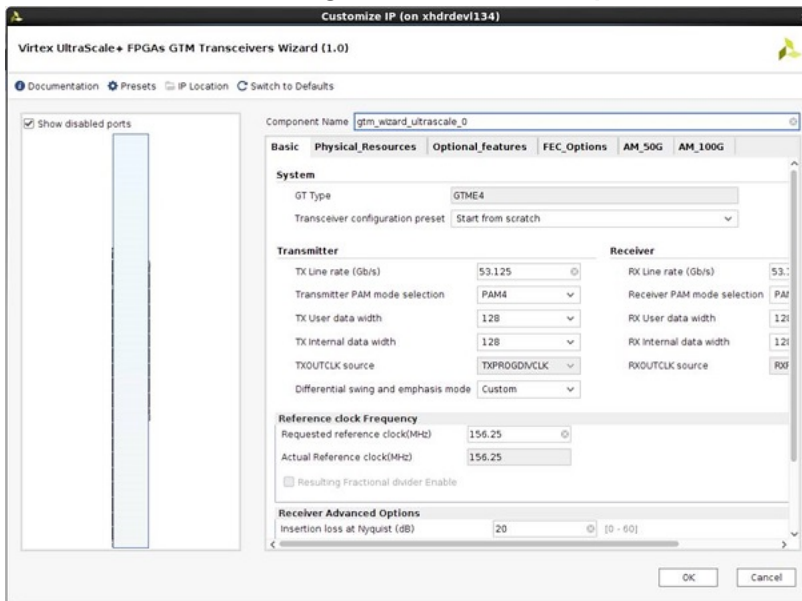 Customize IP (on xhdrdevl134)
Virtex UltraScale+ FPGAs GTM Transceivers Wizard (1.0)
Documentation Presets IP Location Switch to Defaults
Show disabled ports
Component Name gtm_wizard_ultrascale_0
Basic Physical_Resources Optional_features FEC_Options AM_50G AM_100G
System
GT Type GTME4
Transceiver configuration preset Start from scratch
Transmitter Receiver
TX Line rate (Gb/s) 53.125 RX Line rate (Gb/s) 53.
Transmitter PAM mode selection PAM4 Receiver PAM mode selection
TX User data width 128 RX User data width
TX Internal data width 128 RX Internal data width
TXOUTCLK source TXPROGDIVCLK RXOUTCLK source
Differential swing and emphasis mode Custom
Reference clock Frequency
Requested reference clock(MHz) 156.25
Actual Reference clock(MHz) 156.25
Resulting Fractional divider Enable
Receiver Advanced Options
Insertion loss at Nyquist (dB) 20 [0 - 60]
OK Cancel